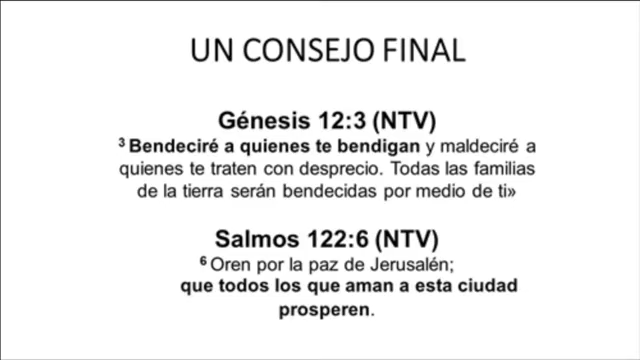 UN CONSEJO FINAL
Génesis 12:3 (NTV)
3 Bendeciré a quienes te bendigan y maldeciré a
quienes te traten con desprecio. Todas las familias
de la tierra serán bendecidas por medio de ti»
Salmos 122:6 (NTV)
6 Oren por la paz de Jerusalén;
que todos los que aman a esta ciudad
prosperen.